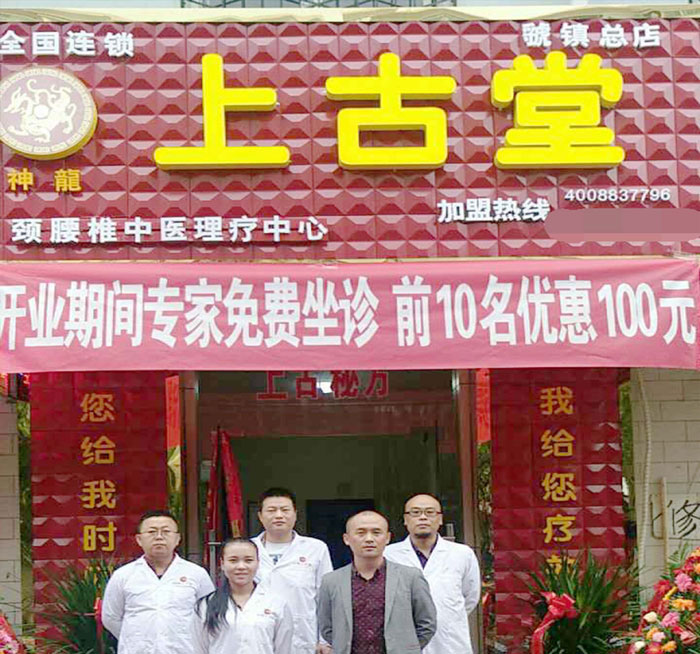 全国连锁
虢镇总店
上古堂
神龍
加盟热线 4008837796
颈腰椎中医理疗中心
开业期间专家免费坐诊 前10名优惠100元
上古秘方
您给我时
我给您疗
修